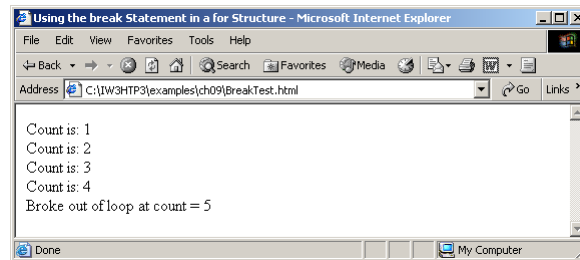 Using the break Statement in a for Structure - Microsoft Internet Explorer
File Edit View Favorites Tools Help
Back Search Favorites Media
Address C:\IW3HTP3\examples\ch09\BreakTest.html Go Links »
Count is: 1
Count is: 2
Count is: 3
Count is: 4
Broke out of loop at count = 5
Done My Computer